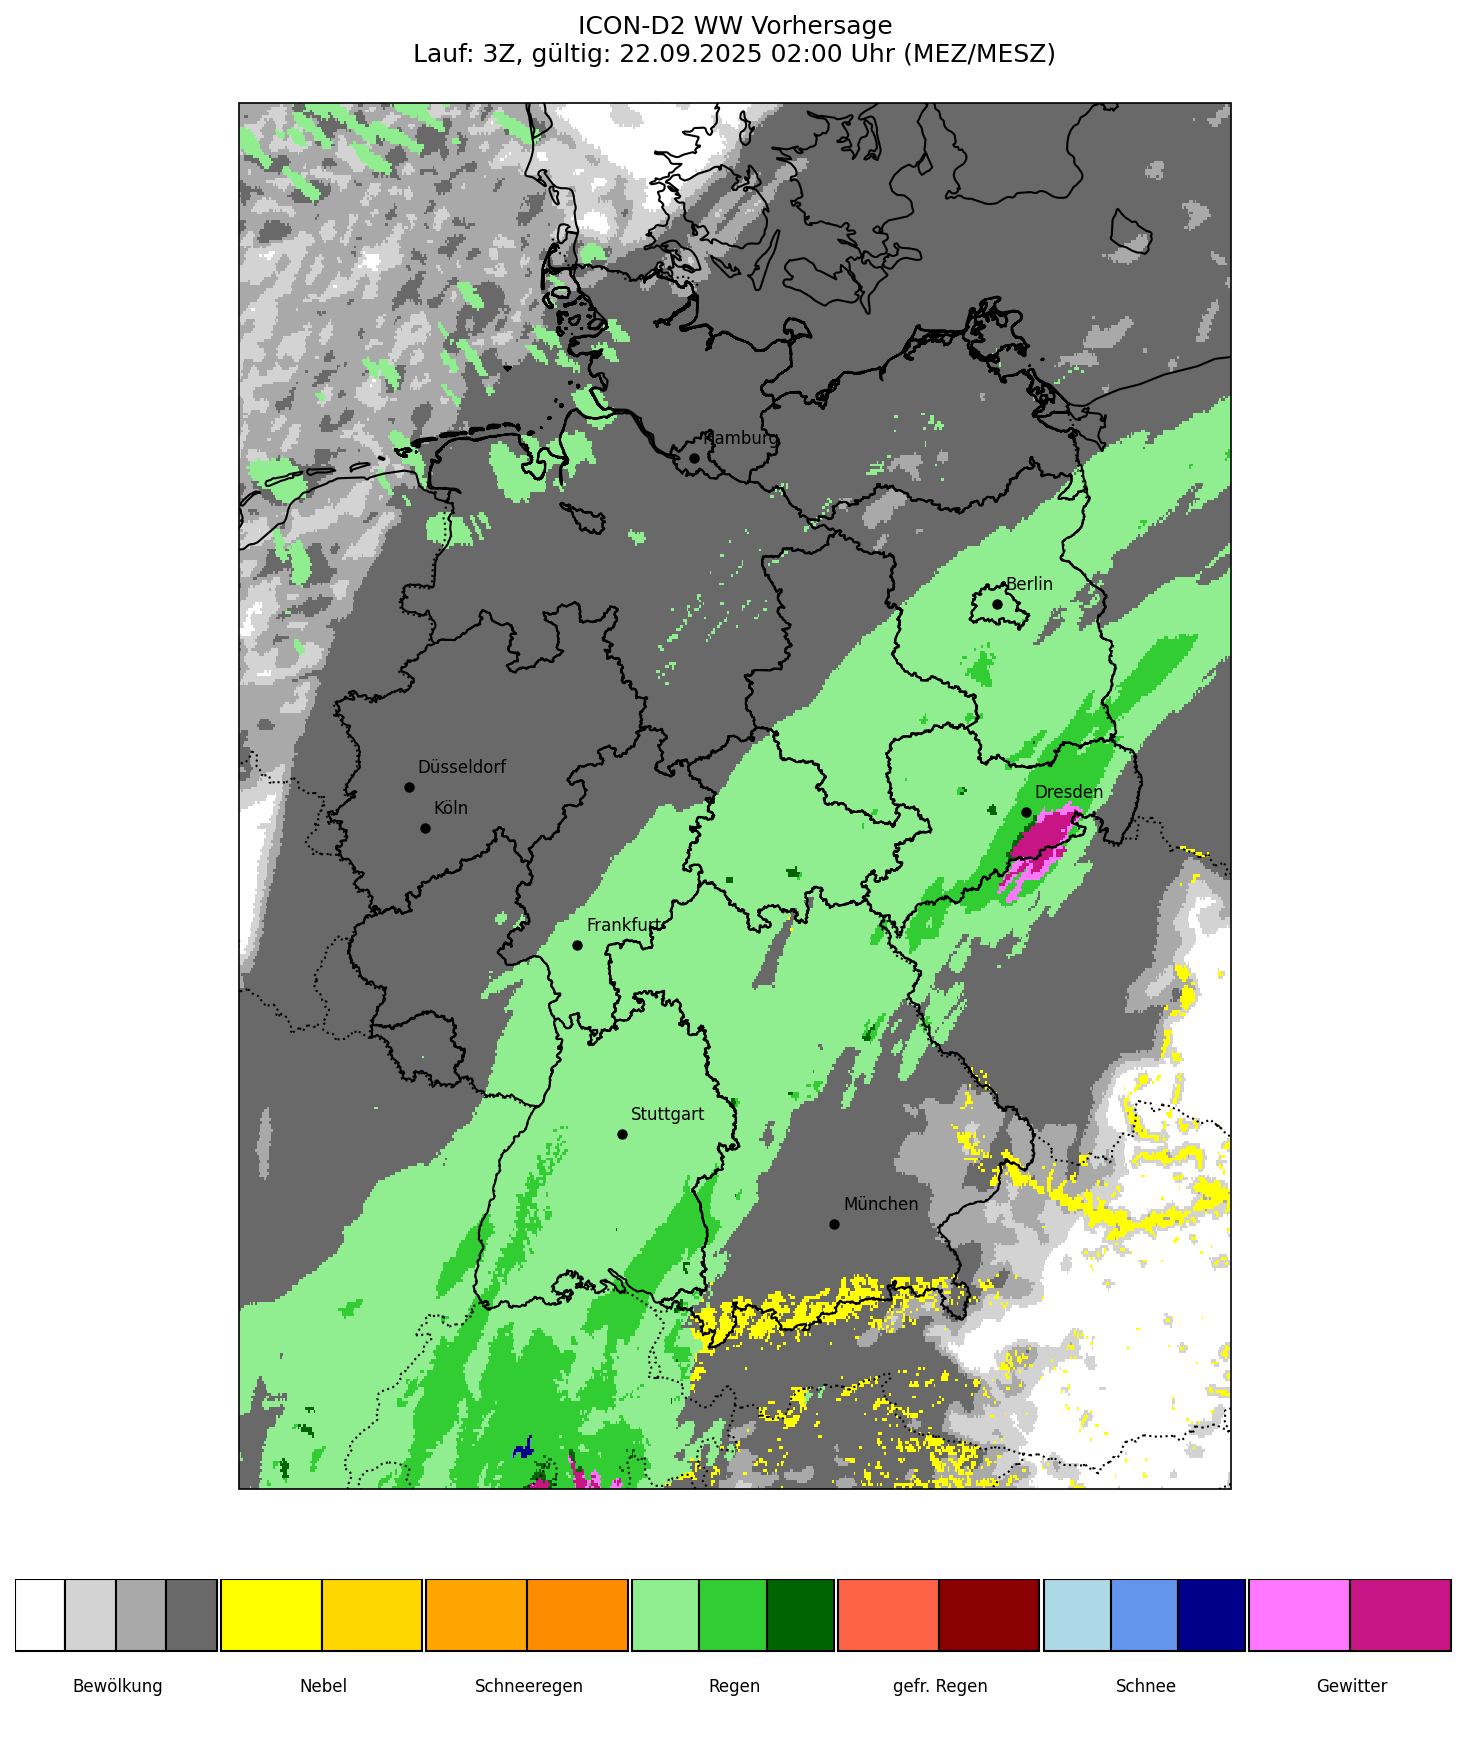 ICON-D2 WW Vorhersage
Lauf: 3Z, gültig: 22.09.2025 02:00 Uhr (MEZ/MESZ)
Hamburg
Berlin
Düsseldorf
Köln
Dresden
Frankfurt
Stuttgart
München
Bewölkung
Nebel
Schneeregen
Regen
gefr. Regen
Schnee
Gewitter